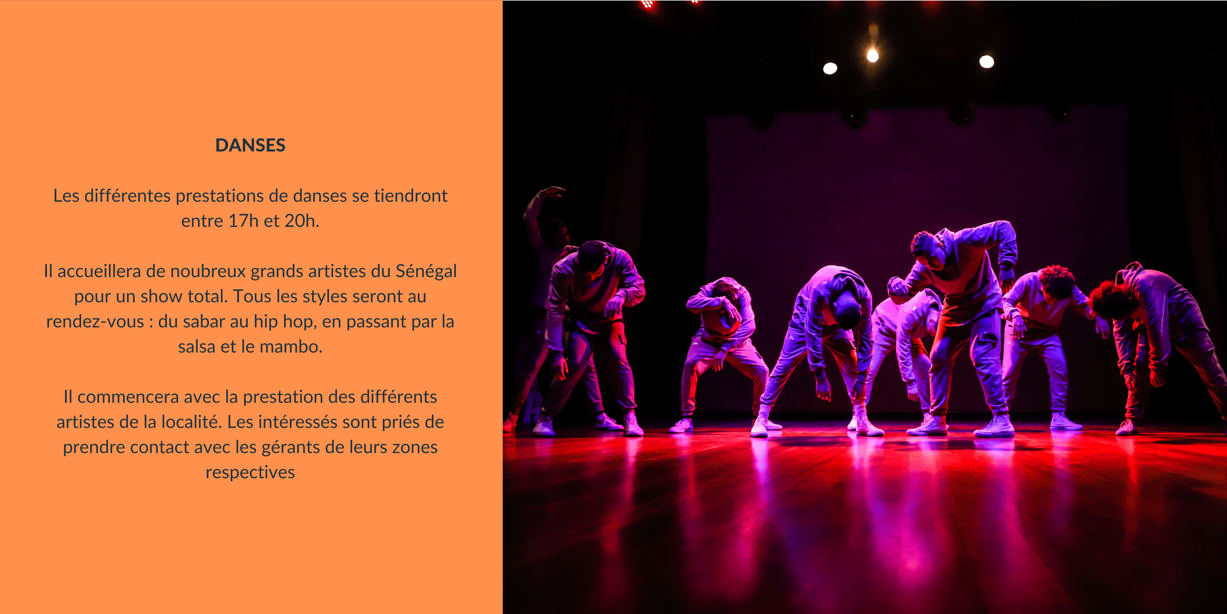 DANSES
Les différentes prestations de danses se tiendront
entre 17h et 20h.
Il accueillera de noubreux grands artistes du Sénégal
pour un show total. Tous les styles seront au
rendez-vous : du sabar au hip hop, en passant par la
salsa et le mambo.
Il commencera avec la prestation des différents
artistes de la localité. Les intéressés sont priés de
prendre contact avec les gérants de leurs zones
respectives